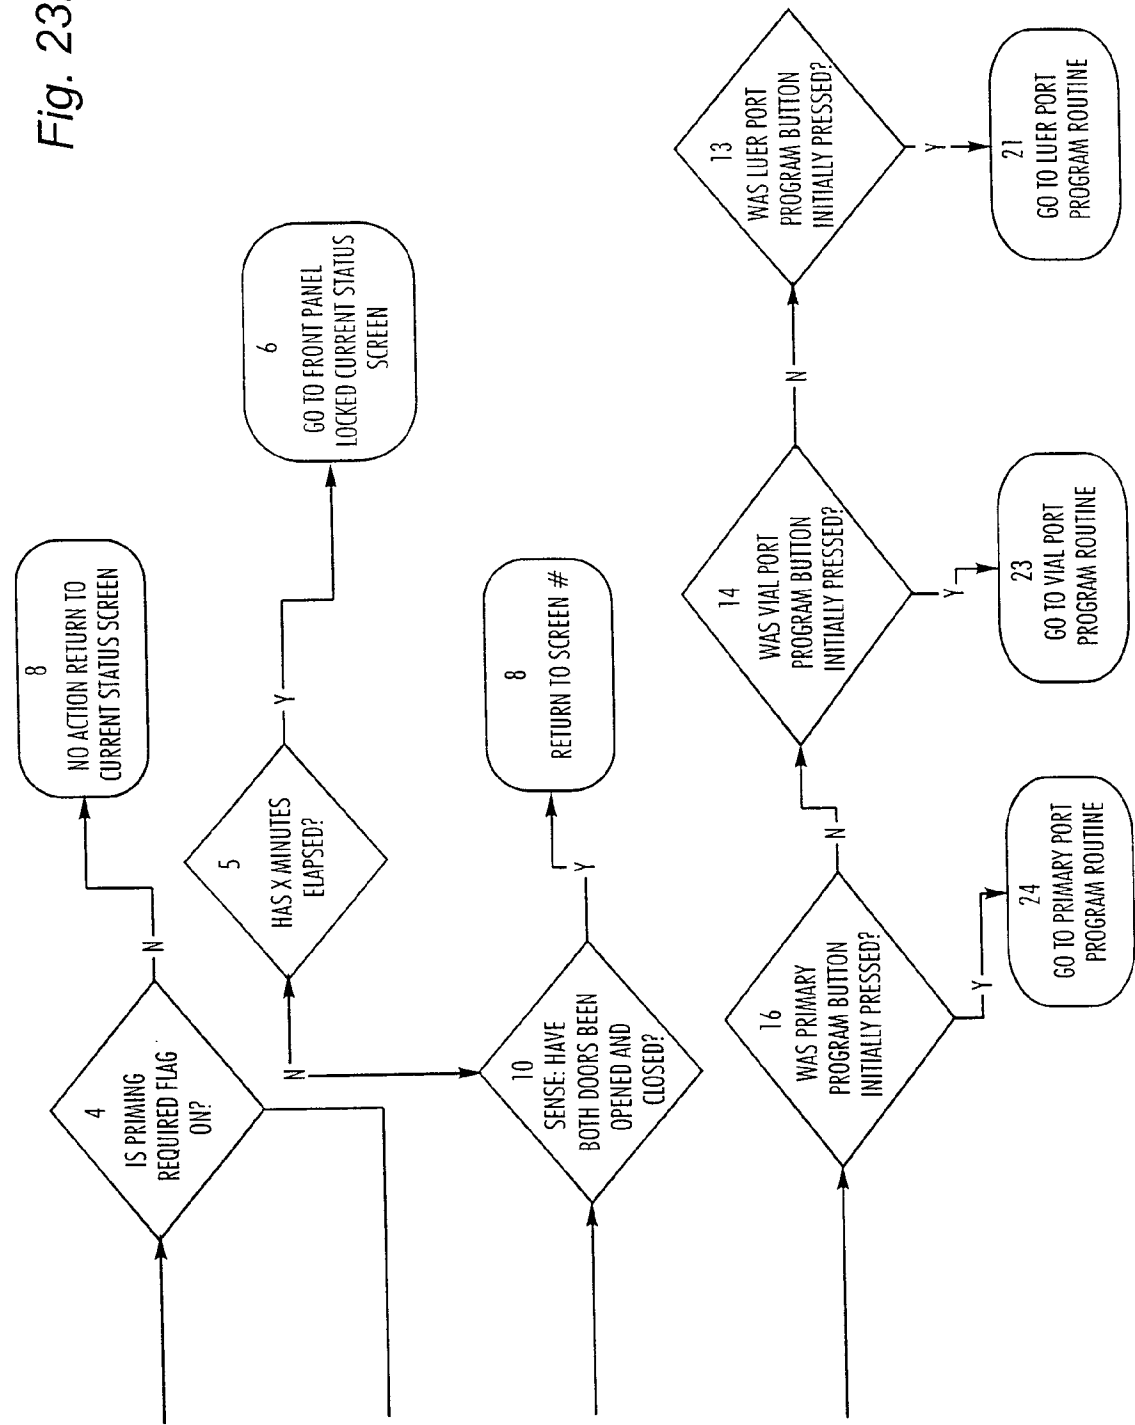 Fig. 23
8
NO ACTION RETURN TO
CURRENT STATUS SCREEN
4
IS PRIMING
REQUIRED FLAG
ON?
N
5
HAS X MINUTES
ELAPSED?
Y
N
6
GO TO FRONT PANEL
LOCKED CURRENT STATUS
SCREEN
10
SENSE: HAVE
BOTH DOORS BEEN
OPENED AND
CLOSED?
Y
8
RETURN TO SCREEN #
16
WAS PRIMARY
PROGRAM BUTTON
INITIALLY PRESSED?
N
Y
24
GO TO PRIMARY PORT
PROGRAM ROUTINE
14
WAS VIAL PORT
PROGRAM BUTTON
INITIALLY PRESSED?
N
Y
23
GO TO VIAL PORT
PROGRAM ROUTINE
13
WAS LUER PORT
PROGRAM BUTTON
INITIALLY PRESSED?
Y
21
GO TO LUER PORT
PROGRAM ROUTINE